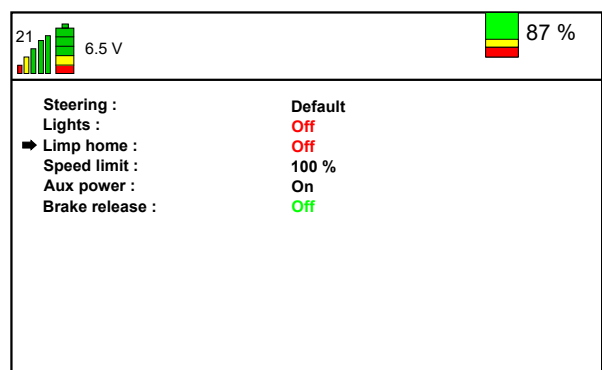 21 6.5 V 87 %
Steering : Default
Lights : Off
Limp home : Off
Speed limit : 100 %
Aux power : On
Brake release : Off